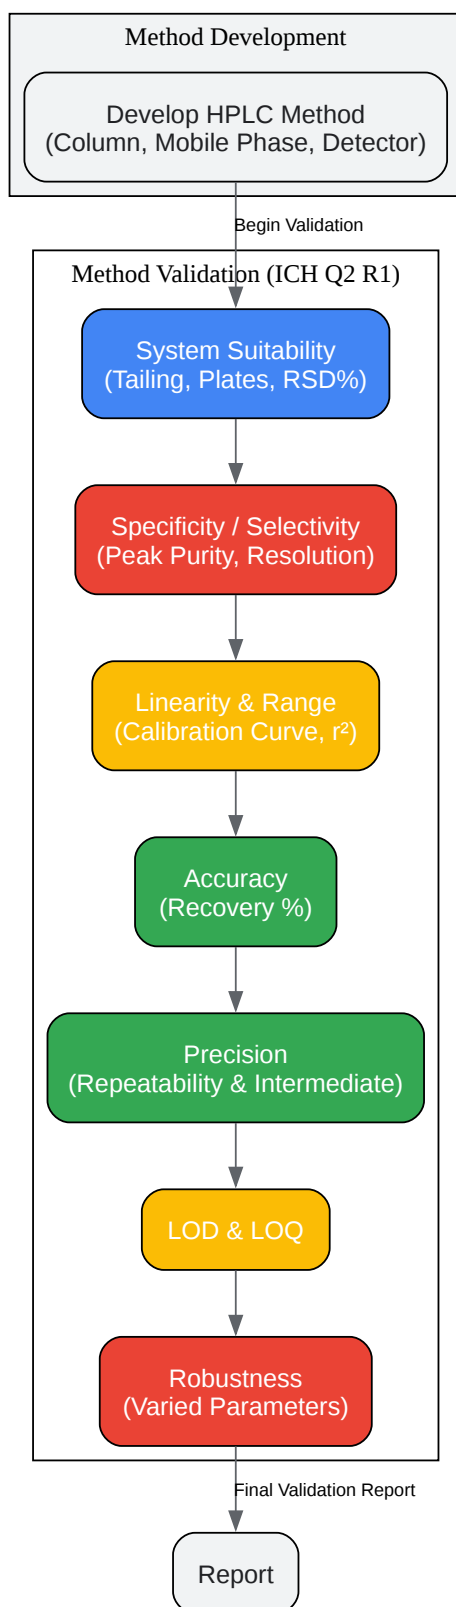 Method Development
Develop HPLC Method
(Column, Mobile Phase, Detector)
Begin Validation
Method Validation (ICH Q2 R1)
System Suitability
(Tailing, Plates, RSD%)
Specificity / Selectivity
(Peak Purity, Resolution)
Linearity & Range
(Calibration Curve, r²)
Accuracy
(Recovery %)
Precision
(Repeatability & Intermediate)
LOD & LOQ
Robustness
(Varied Parameters)
Final Validation Report
Report